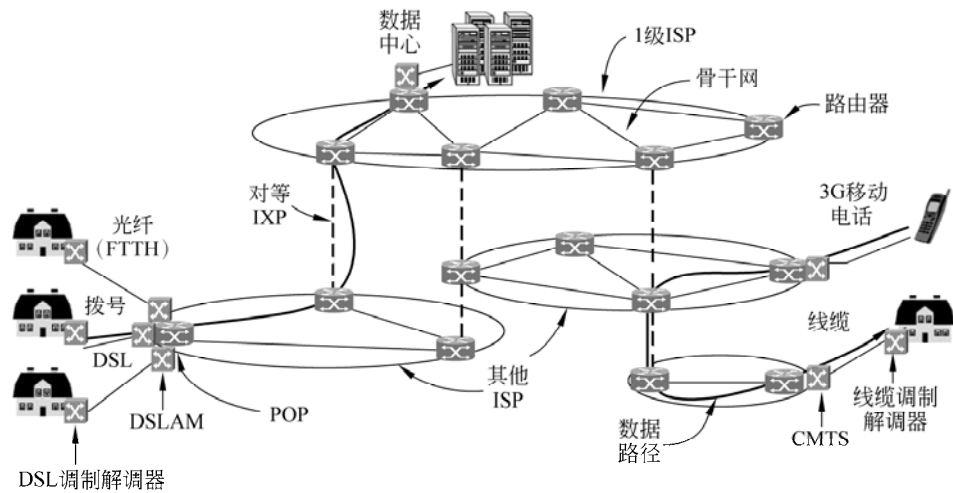 数据
中心
1级ISP
骨干网
路由器
对等
IXP
3G移动
电话
光纤
（FTTH）
拨号
DSL
线缆
其他
ISP
POP
DSLAM
DSL调制解调器
数据
路径
CMTS
线缆调制
解调器